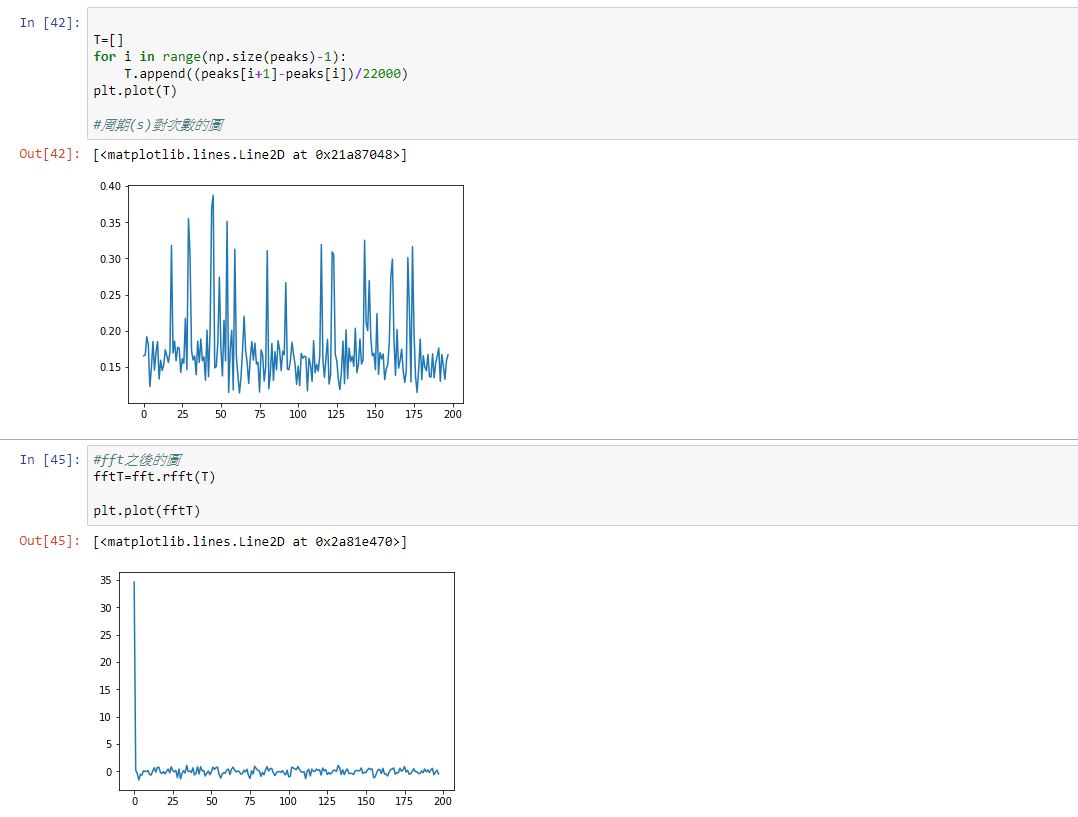 In [42]:
T=[]
for i in range(np.size(peaks)-1):
    T.append((peaks[i+1]-peaks[i])/22000)
plt.plot(T)
#周期(s)對次數的圖
Out[42]: [<matplotlib.lines.Line2D at 0x21a87048>]
0.40
0.35
0.30
0.25
0.20
0.15
0 25 50 75 100 125 150 175 200
In [45]: #fft之後的圖
fftT=fft.rfft(T)
plt.plot(fftT)
Out[45]: [<matplotlib.lines.Line2D at 0x2a81e470>]
35
30
25
20
15
10
5
0
0 25 50 75 100 125 150 175 200